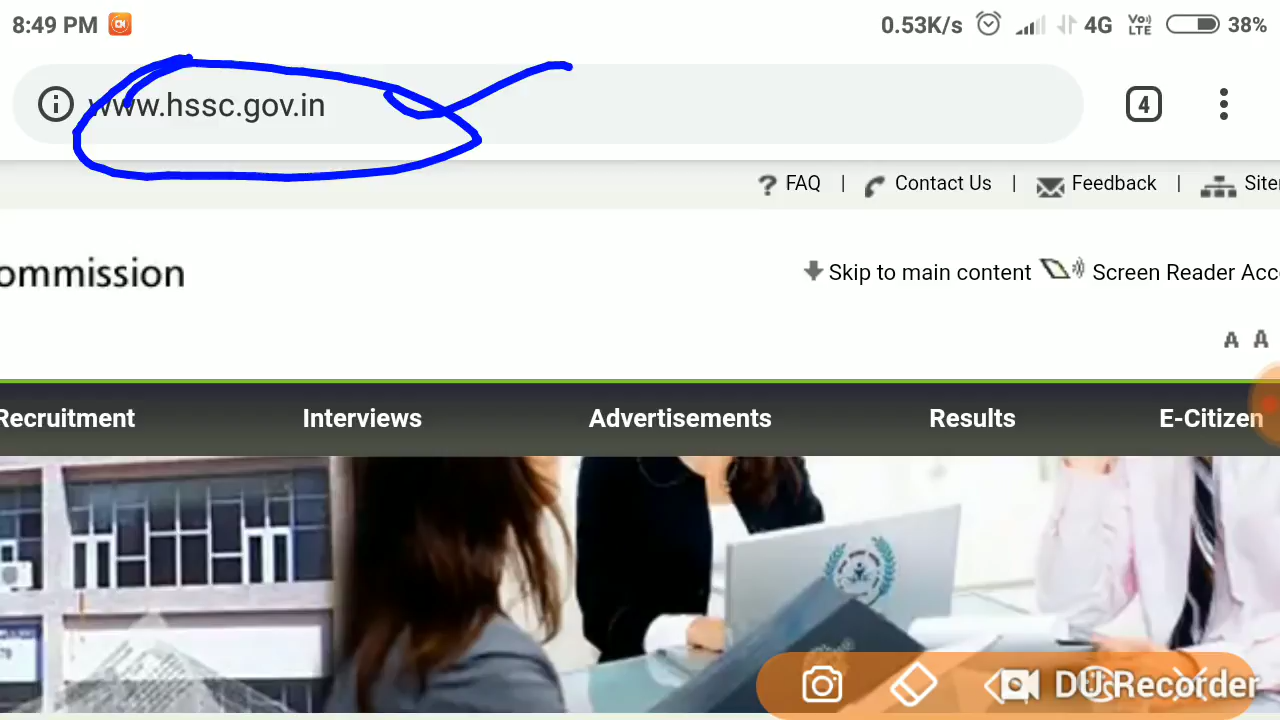 8:49 PM 0.53K/s 4G VoLTE 38%
www.hssc.gov.in 4
? FAQ | Contact Us | Feedback |
ommission
Skip to main content Screen Reader
A A
Recruitment Interviews Advertisements Results E-Citizen
DU Recorder